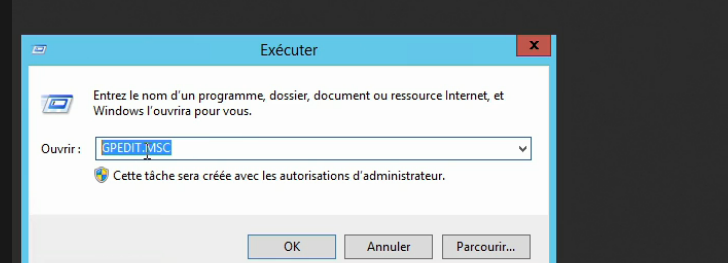 Exécuter
x
Entrez le nom d'un programme, dossier, document ou ressource Internet, et
Windows l'ouvrira pour vous.
Ouvrir : GPEDIT.MSC
Cette tâche sera créée avec les autorisations d'administrateur.
OK Annuler Parcourir...